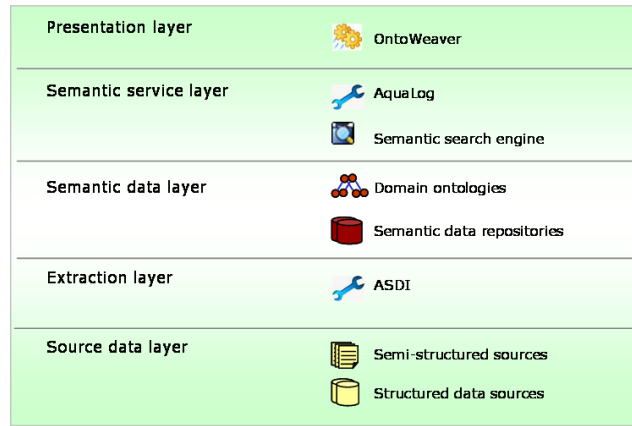 Presentation layer
OntoWeaver
Semantic service layer
AquaLog
Semantic search engine
Semantic data layer
Domain ontologies
Semantic data repositories
Extraction layer
ASDI
Source data layer
Semi-structured sources
Structured data sources